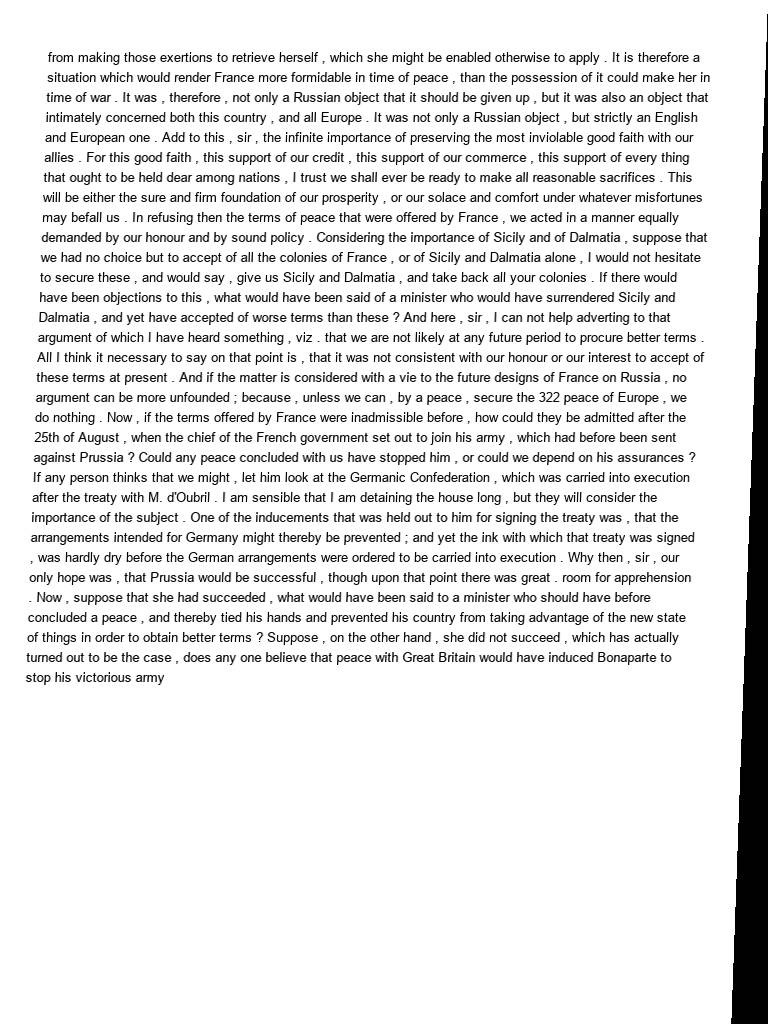 from making those exertions to retrieve herself , which she might be enabled otherwise to apply . It is therefore a
situation which would render France more formidable in time of peace , than the possession of it could make her in
time of war . It was , therefore , not only a Russian object that it should be given up , but it was also an object that
intimately concerned both this country , and all Europe . It was not only a Russian object , but strictly an English
and European one . Add to this , sir , the infinite importance of preserving the most inviolable good faith with our
allies . For this good faith , this support of our credit , this support of our commerce , this support of every thing
that ought to be held dear among nations , I trust we shall ever be ready to make all reasonable sacrifices . This
will be either the sure and firm foundation of our prosperity , or our solace and comfort under whatever misfortunes
may befall us . In refusing then the terms of peace that were offered by France , we acted in a manner equally
demanded by our honour and by sound policy . Considering the importance of Sicily and of Dalmatia , suppose that
we had no choice but to accept of all the colonies of France , or of Sicily and Dalmatia alone , I would not hesitate
to secure these , and would say , give us Sicily and Dalmatia , and take back all your colonies . If there would
have been objections to this , what would have been said of a minister who would have surrendered Sicily and
Dalmatia , and yet have accepted of worse terms than these ? And here , sir , I can not help adverting to that
argument of which I have heard something , viz . that we are not likely at any future period to procure better terms .
All I think it necessary to say on that point is , that it was not consistent with our honour or our interest to accept of
these terms at present . And if the matter is considered with a vie to the future designs of France on Russia , no
argument can be more unfounded ; because , unless we can , by a peace , secure the 322 peace of Europe , we
do nothing . Now , if the terms offered by France were inadmissible before , how could they be admitted after the
25th of August , when the chief of the French government set out to join his army , which had before been sent
against Prussia ? Could any peace concluded with us have stopped him , or could we depend on his assurances ?
If any person thinks that we might , let him look at the Germanic Confederation , which was carried into execution
after the treaty with M. d'Oubril . I am sensible that I am detaining the house long , but they will consider the
importance of the subject . One of the inducements that was held out to him for signing the treaty was , that the
arrangements intended for Germany might thereby be prevented ; and yet the ink with which that treaty was signed
, was hardly dry before the German arrangements were ordered to be carried into execution . Why then , sir , our
only hope was , that Prussia would be successful , though upon that point there was great . room for apprehension
. Now , suppose that she had succeeded , what would have been said to a minister who should have before
concluded a peace , and thereby tied his hands and prevented his country from taking advantage of the new state
of things in order to obtain better terms ? Suppose , on the other hand , she did not succeed , which has actually
turned out to be the case , does any one believe that peace with Great Britain would have induced Bonaparte to
stop his victorious army